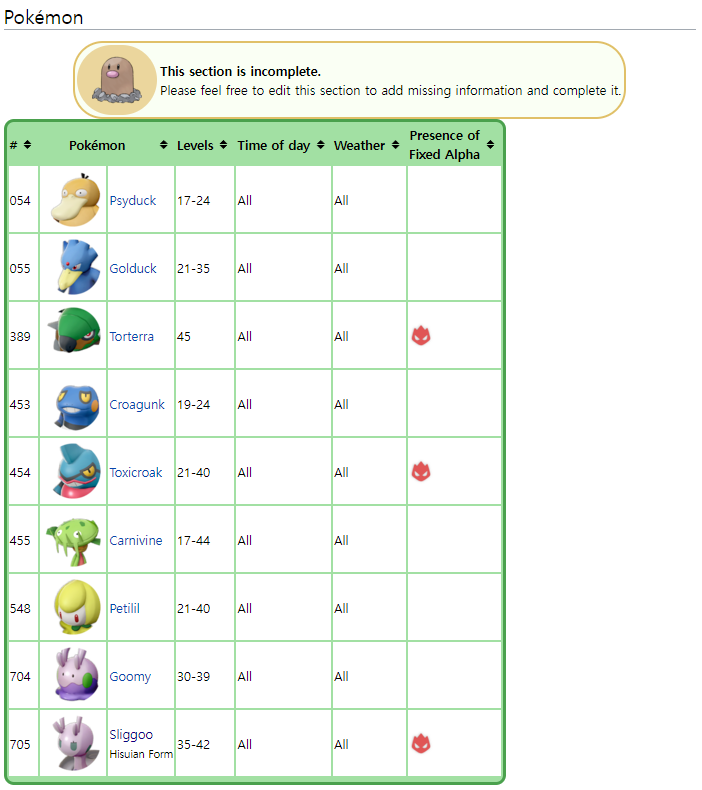 Pokémon
This section is incomplete.
Please feel free to edit this section to add missing information and complete it.
# Pokémon Levels Time of day Weather Presence of
Fixed Alpha
054 Psyduck 17-24 All All
055 Golduck 21-35 All All
389 Torterra 45 All All
453 Croagunk 19-24 All All
454 Toxicroak 21-40 All All
455 Carnivine 17-44 All All
548 Petilil 21-40 All All
704 Goomy 30-39 All All
705 Sliggoo 35-42 All All
Hisuian Form